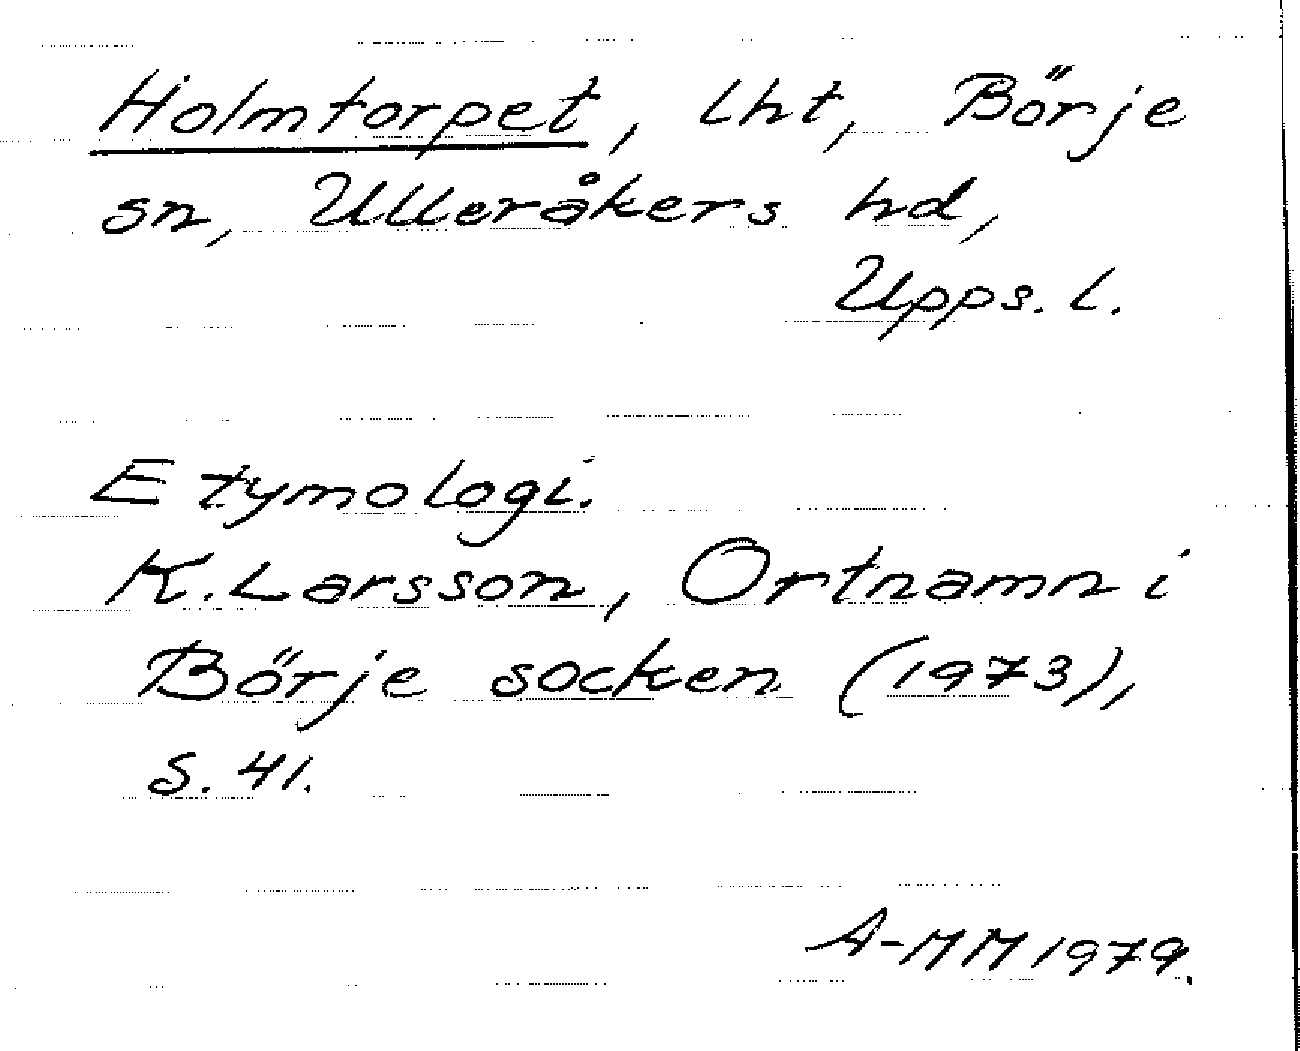 Holmtorpet, lht, Börje
sn, Ulleråkers hd,
Upps. l.
Etymologi.
K. Larsson, Ortnamn i
Börje socken (1973),
s. 41.
A-MM 1979.